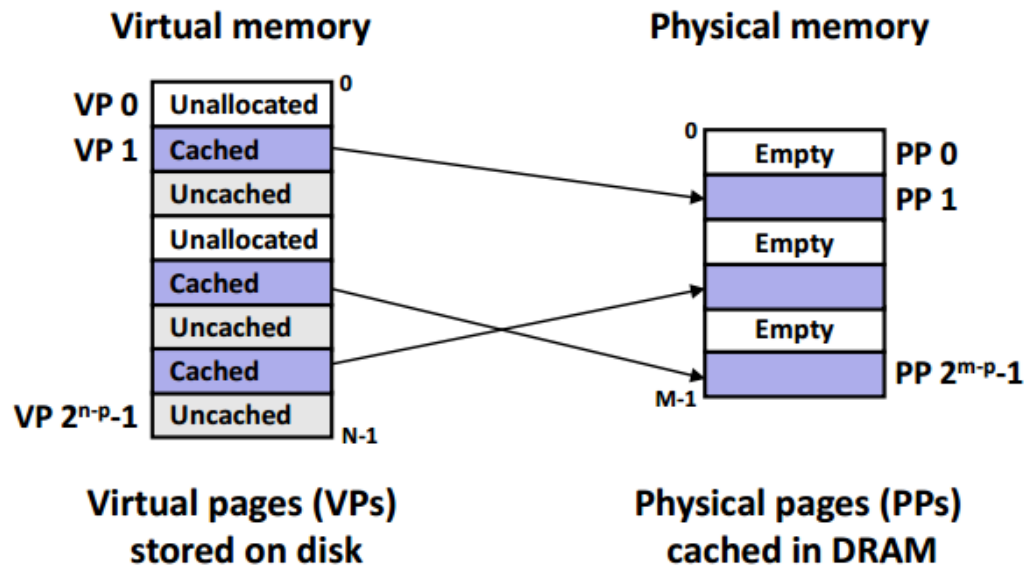 Virtual memory
Physical memory
0
VP 0 Unallocated
VP 1 Cached
Uncached
Unallocated
Cached
Uncached
Cached
VP 2ⁿ⁻ᵖ-1 Uncached
N-1
0
Empty PP 0
PP 1
Empty
Empty
PP 2ᵐ⁻ᵖ-1
M-1
Virtual pages (VPs)
stored on disk
Physical pages (PPs)
cached in DRAM